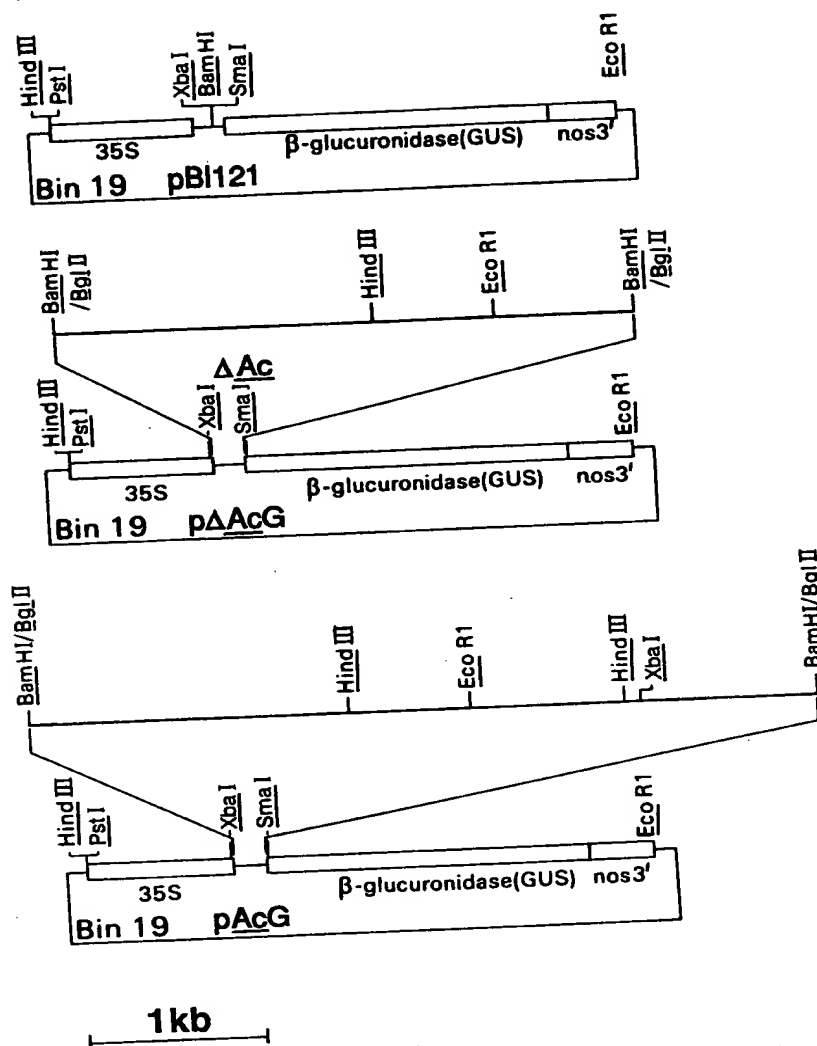 Hind III
Pst I
Xba I
BamHI
Sma I
Eco R1
35S
β-glucuronidase(GUS)
nos3'
Bin 19 pBI121
BamHI
/Bgl II
Hind III
Eco R1
BamHI
/Bgl II
ΔAc
Hind III
Pst I
Xba I
Sma I
Eco R1
35S
β-glucuronidase(GUS)
nos3'
Bin 19 pΔAcG
BamHI/Bgl II
Hind III
Eco R1
Hind III
Xba I
BamHI/Bgl II
Hind III
Pst I
Xba I
Sma I
Eco R1
35S
β-glucuronidase(GUS)
nos3'
Bin 19 pAcG
1kb